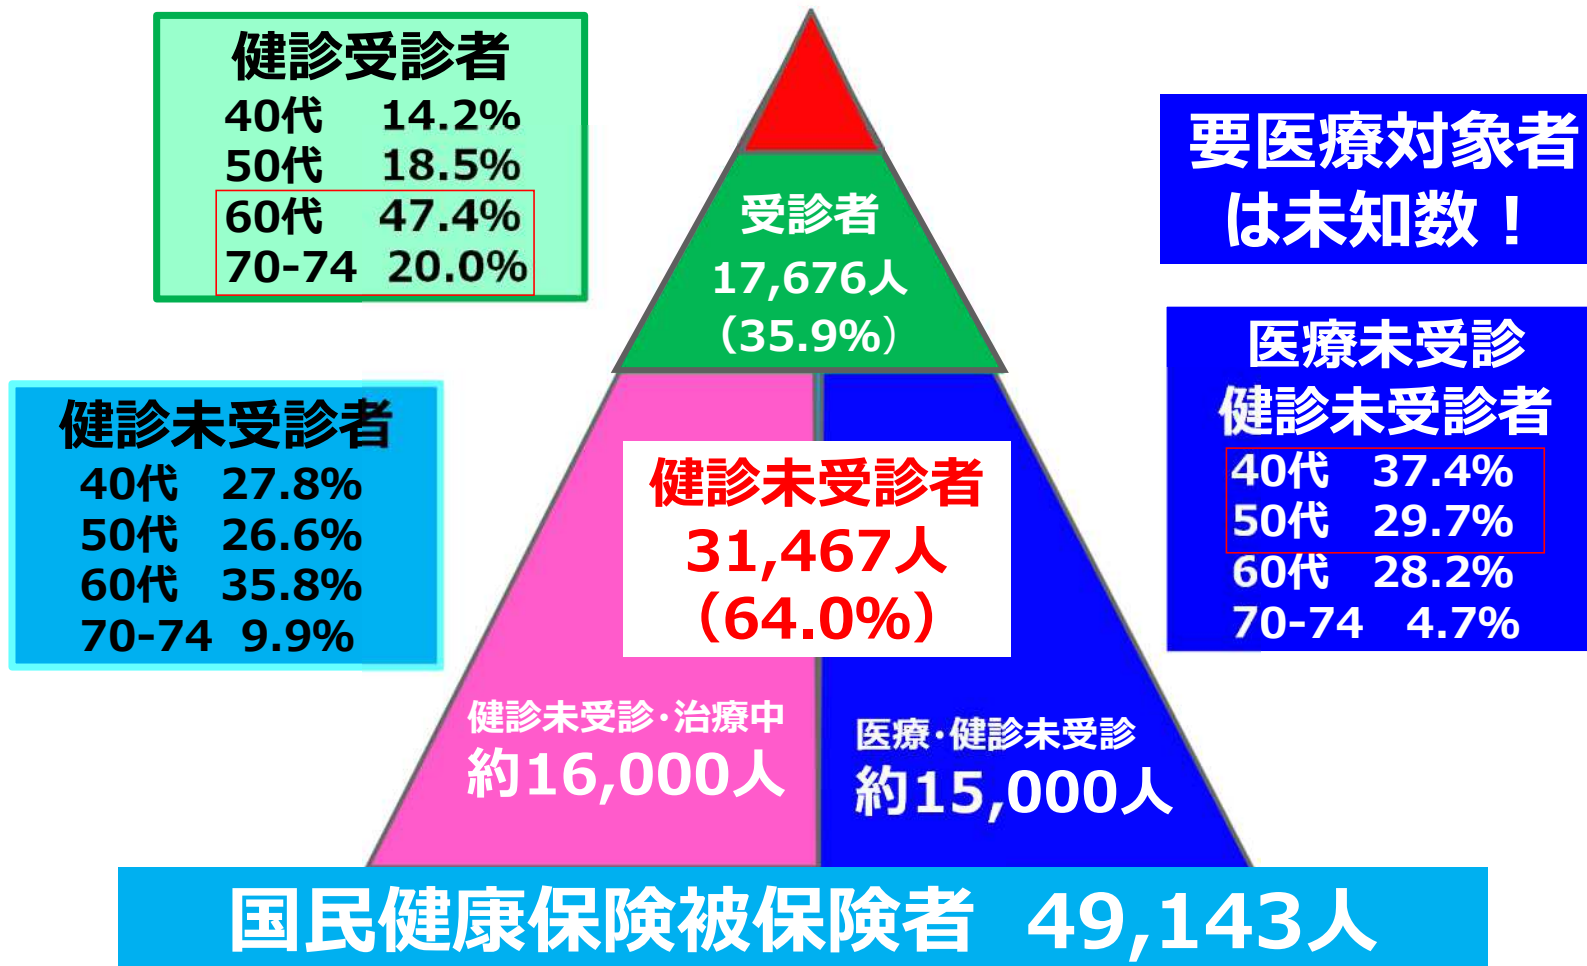 健診受診者
40代 14.2%
50代 18.5%
60代 47.4%
70-74 20.0%
要医療対象者
は未知数！
受診者
17,676人
（35.9%）
医療未受診
健診未受診者
40代 37.4%
50代 29.7%
60代 28.2%
70-74 4.7%
健診未受診者
40代 27.8%
50代 26.6%
60代 35.8%
70-74 9.9%
健診未受診者
31,467人
（64.0%）
健診未受診・治療中
約16,000人
医療・健診未受診
約15,000人
国民健康保険被保険者 49,143人